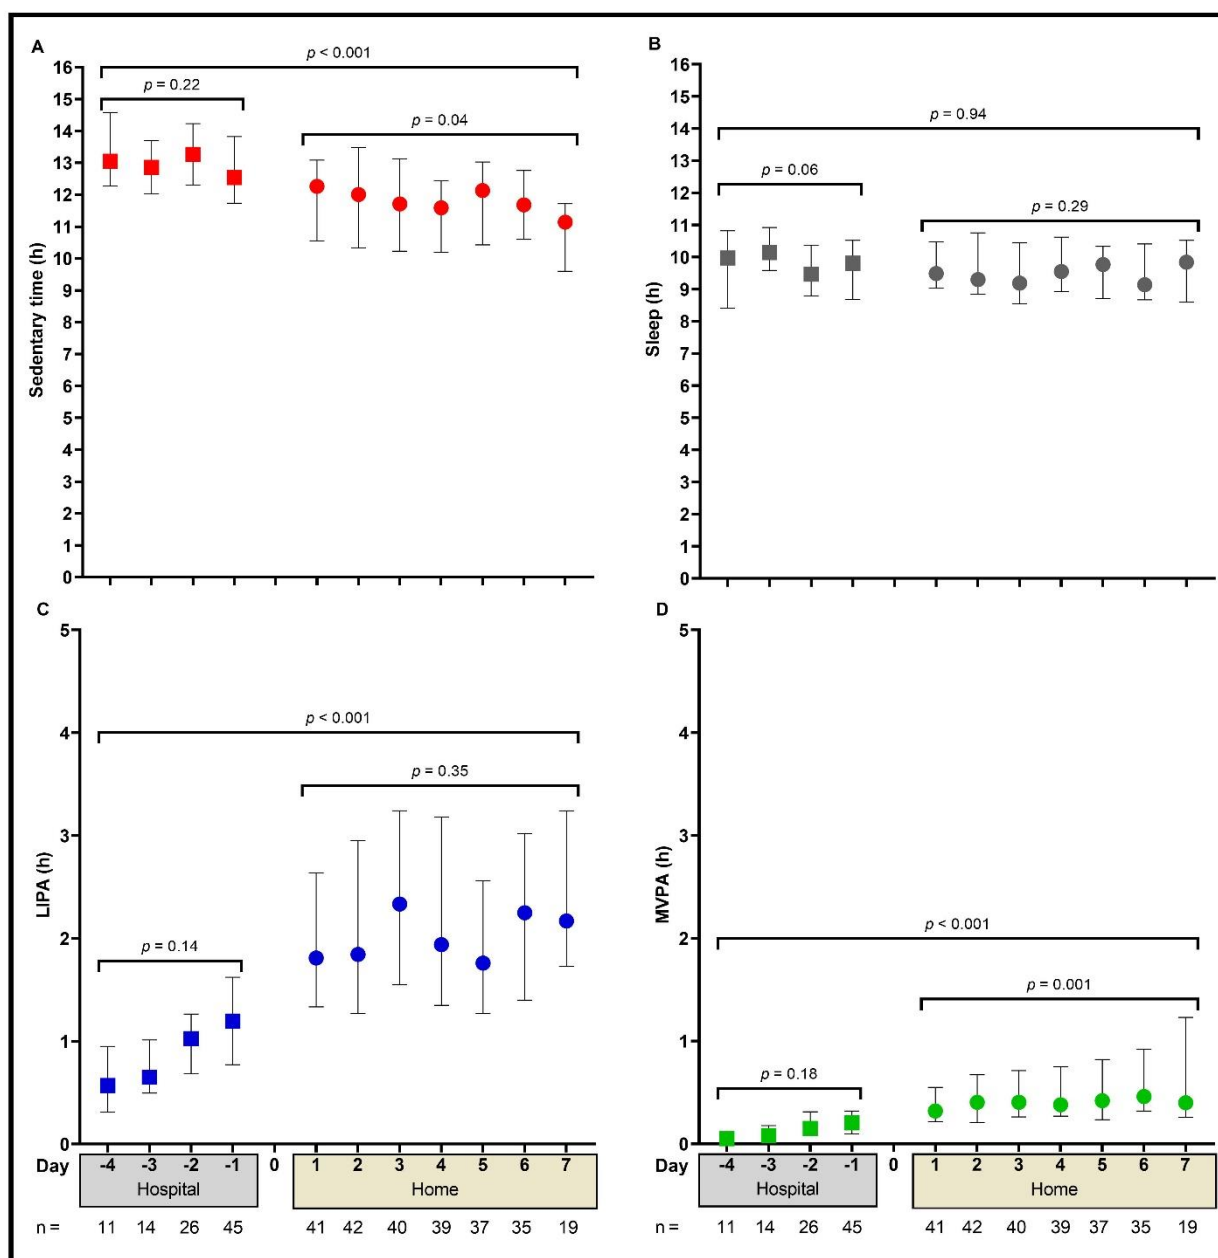 A
p < 0.001
p = 0.22
p = 0.04
Sedentary time (h)
16
15
14
13
12
11
10
9
8
7
6
5
4
3
2
1
0
B
p = 0.94
p = 0.06
p = 0.29
Sleep (h)
16
15
14
13
12
11
10
9
8
7
6
5
4
3
2
1
0
C
p < 0.001
p = 0.35
p = 0.14
LIPA (h)
5
4
3
2
1
0
Day -4 -3 -2 -1 0 1 2 3 4 5 6 7
Hospital Home
n = 11 14 26 45 41 42 40 39 37 35 19
D
p < 0.001
p = 0.001
p = 0.18
MVPA (h)
5
4
3
2
1
0
Day -4 -3 -2 -1 0 1 2 3 4 5 6 7
Hospital Home
n = 11 14 26 45 41 42 40 39 37 35 19